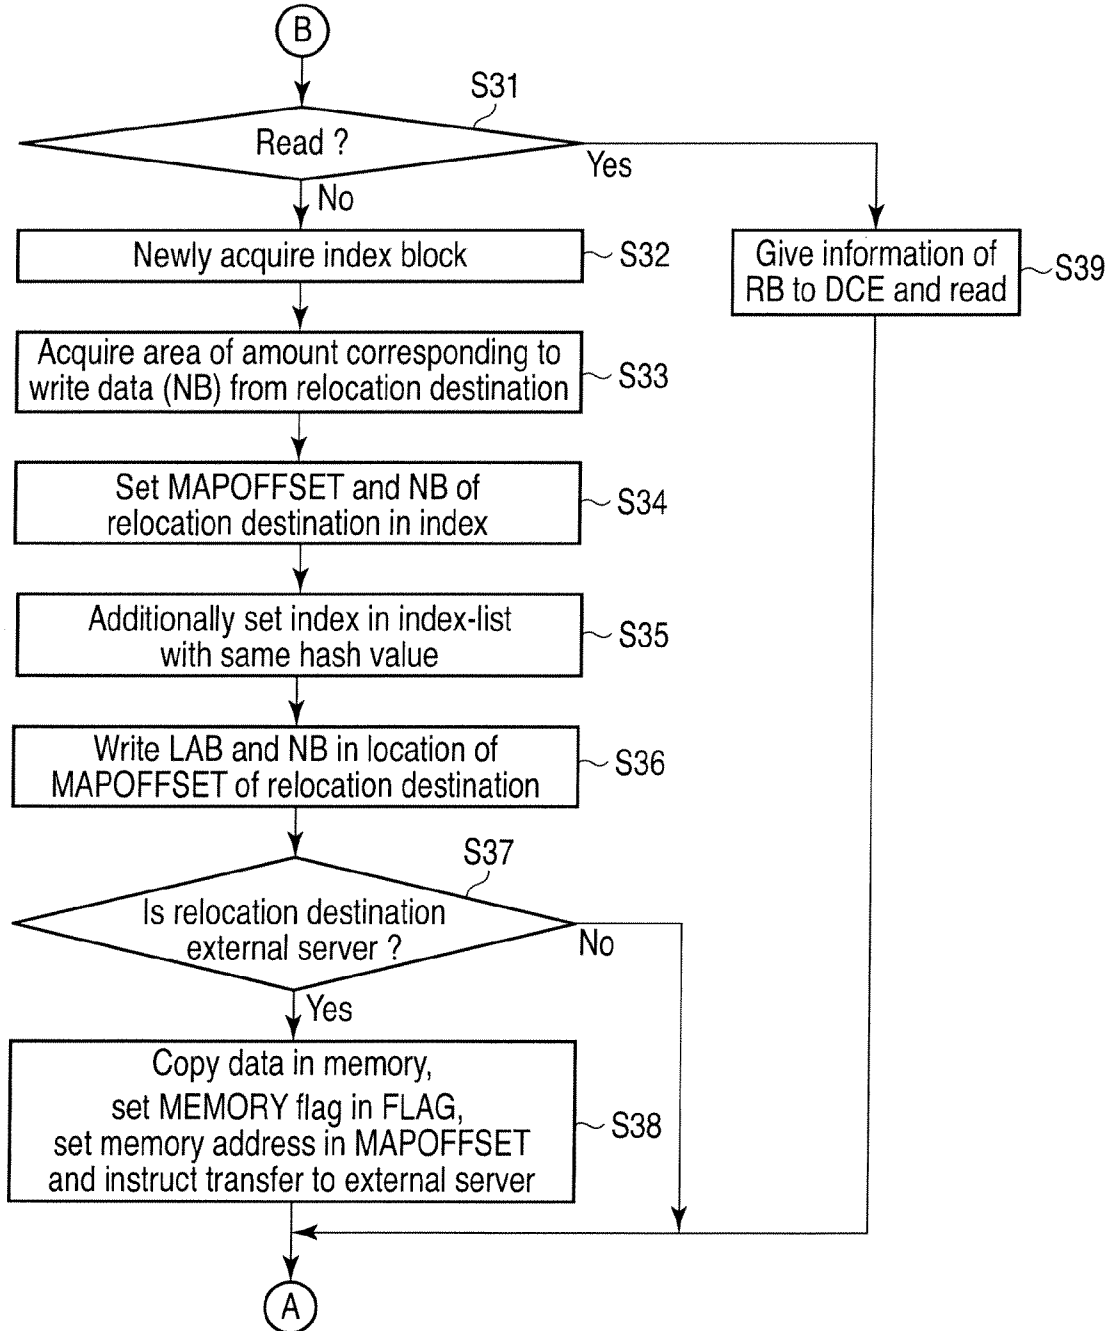 B
S31
Read ?
Yes
No
Newly acquire index block
S32
Give information of
RB to DCE and read
S39
Acquire area of amount corresponding to
write data (NB) from relocation destination
S33
Set MAPOFFSET and NB of
relocation destination in index
S34
Additionally set index in index-list
with same hash value
S35
Write LAB and NB in location of
MAPOFFSET of relocation destination
S36
S37
Is relocation destination
external server ?
No
Yes
Copy data in memory,
set MEMORY flag in FLAG,
set memory address in MAPOFFSET
and instruct transfer to external server
S38
A